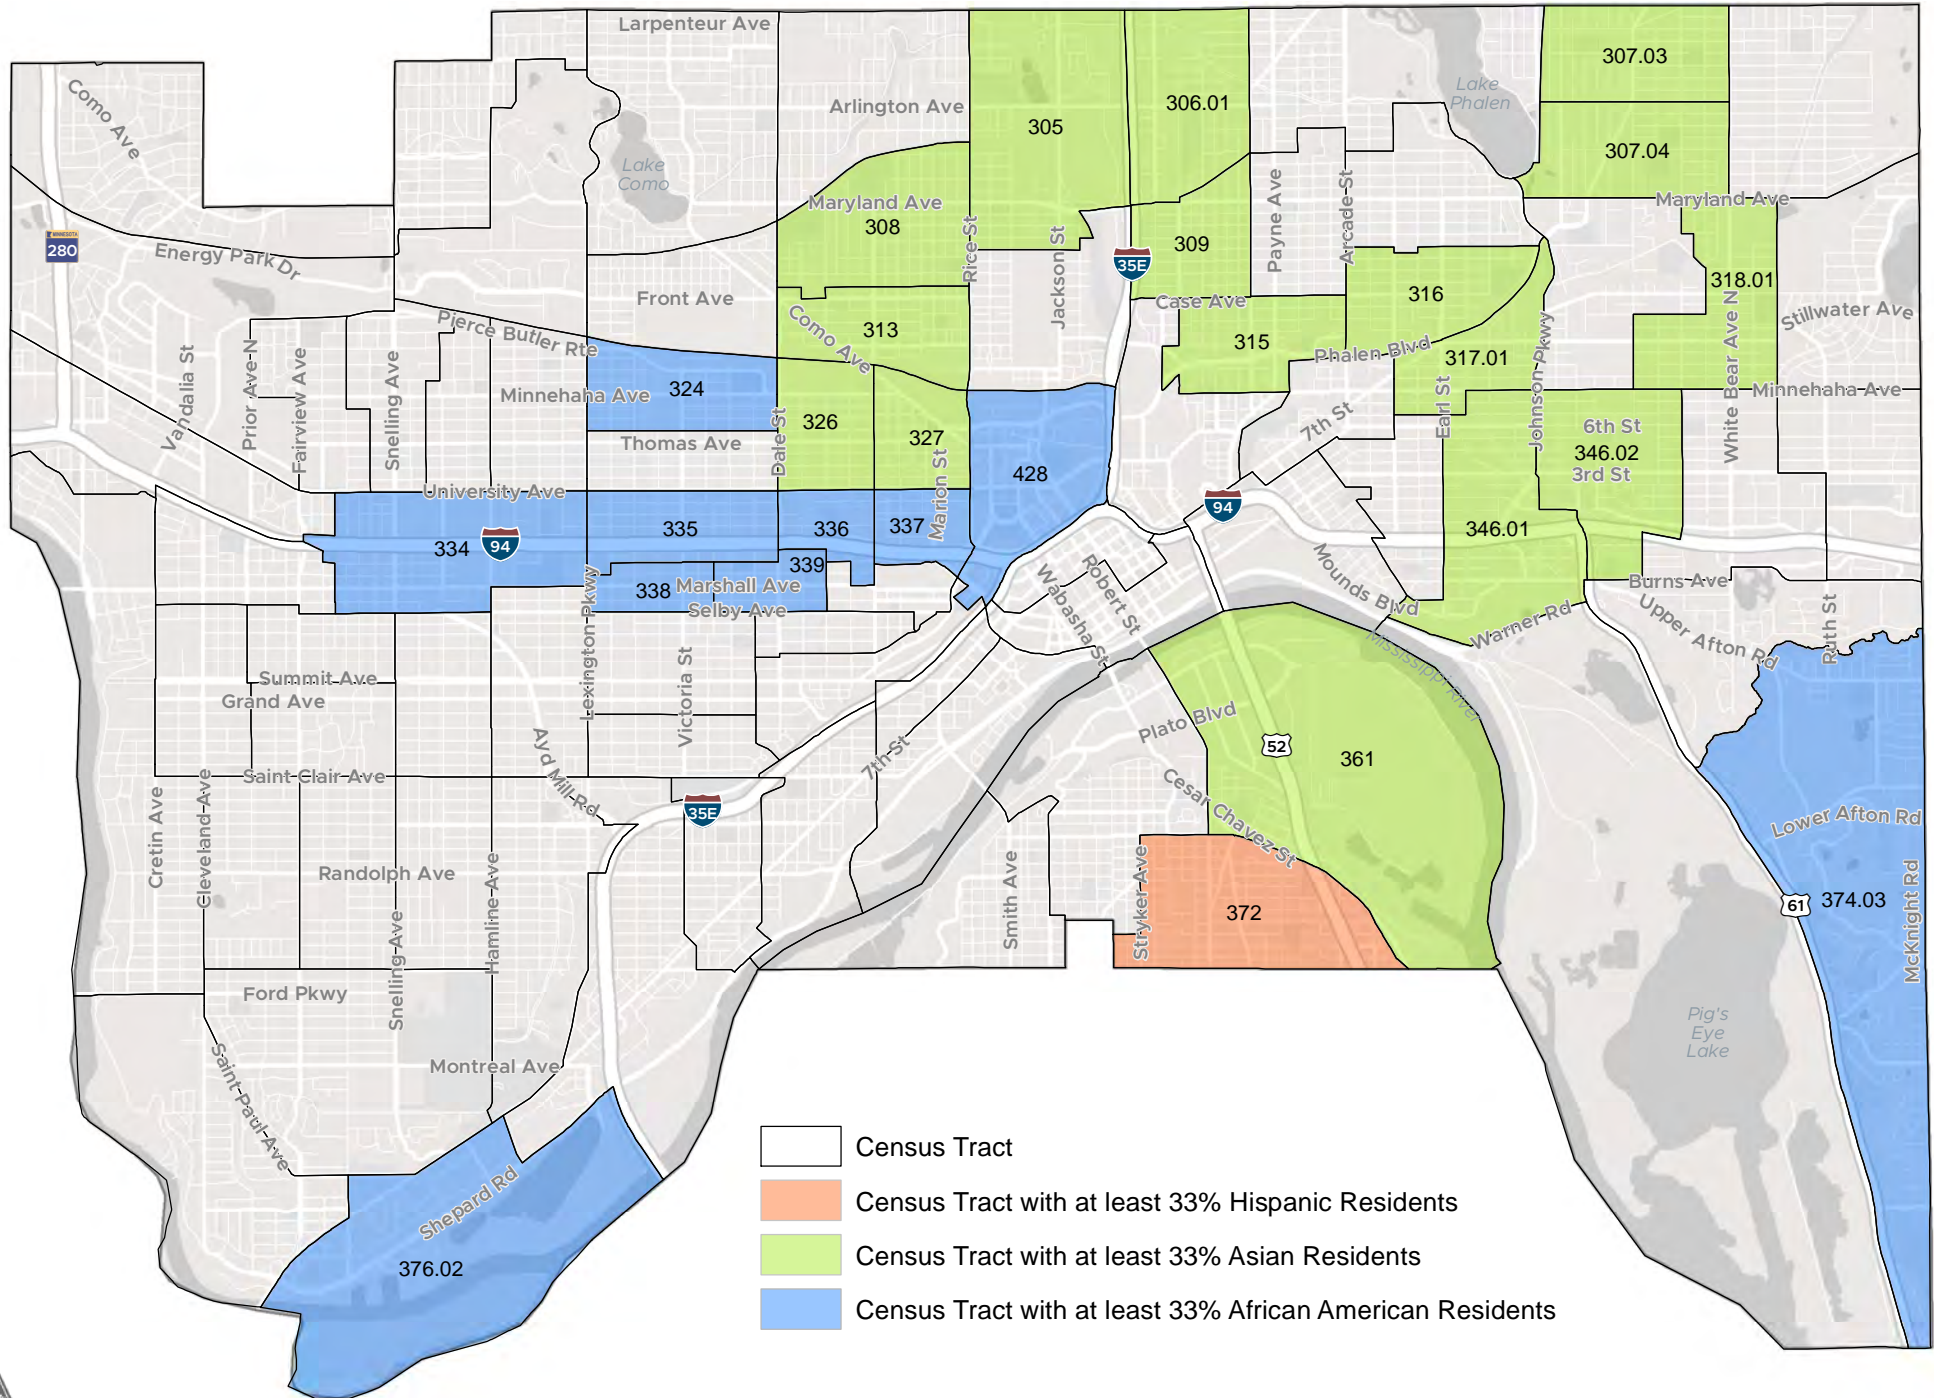 Larpenteur Ave
Como Ave
Arlington Ave
Lake
Como
Lake
Phalen
305
306.01
307.03
307.04
MINNESOTA
280
Energy Park Dr
Maryland Ave
308
Rice St
Jackson St
35E
309
Payne Ave
Arcade St
Maryland Ave
318.01
Stillwater Ave
Front Ave
Pierce Butler Rte
Como Ave
313
Case Ave
315
316
Phalen Blvd
317.01
Johnson Pkwy
White Bear Ave N
Vandalia St
Prior Ave N
Fairview Ave
Snelling Ave
Minnehaha Ave
324
Thomas Ave
Dale St
326
327
Marion St
428
7th St
Earl St
6th St
346.02
3rd St
Minnehaha Ave
University Ave
334
94
335
336
337
339
338
Marshall Ave
Selby Ave
94
346.01
Robert St
Wabasha St
Mounds Blvd
Warner Rd
Burns Ave
Upper Afton Rd
Ruth St
Mississippi River
Summit Ave
Grand Ave
Lexington Pkwy
Victoria St
Ayd Mill Rd
Saint Clair Ave
7th St
Plato Blvd
52
361
Cesar Chavez St
35E
Cretin Ave
Cleveland Ave
Randolph Ave
Snelling Ave
Hamline Ave
Smith Ave
Stryker Ave
372
Lower Afton Rd
61
374.03
McKnight Rd
Ford Pkwy
Montreal Ave
Saint Paul Ave
Shepard Rd
376.02
Pig's
Eye
Lake
Census Tract
Census Tract with at least 33% Hispanic Residents
Census Tract with at least 33% Asian Residents
Census Tract with at least 33% African American Residents